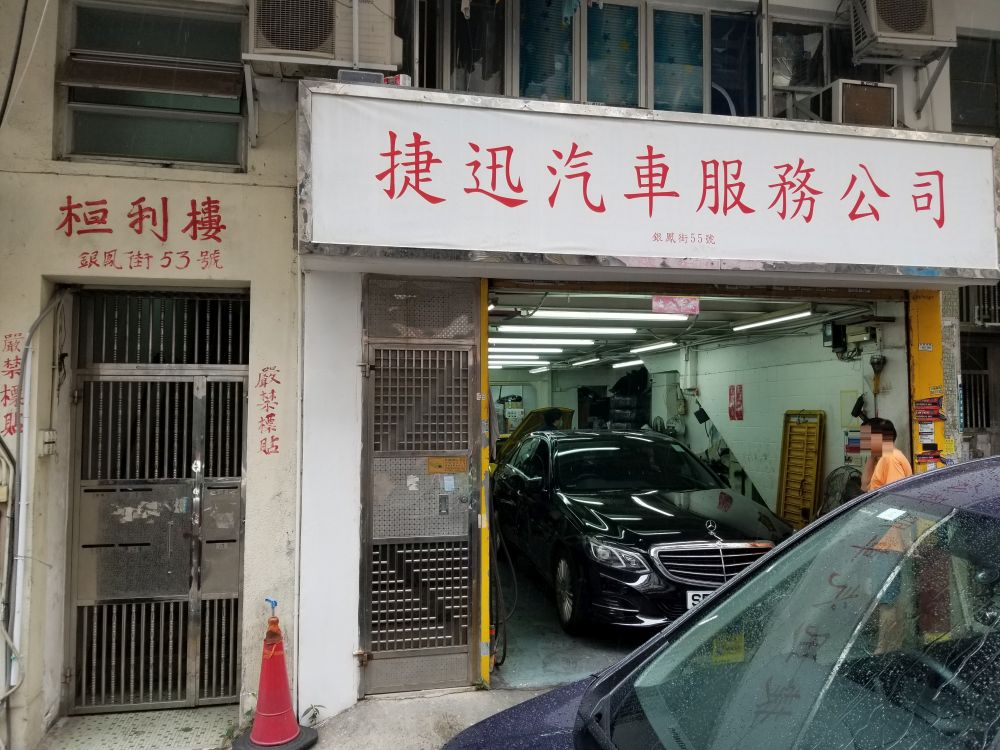 捷迅汽車服務公司
銀鳳街55號
桓利樓
銀鳳街53號
嚴禁標貼
嚴禁標貼